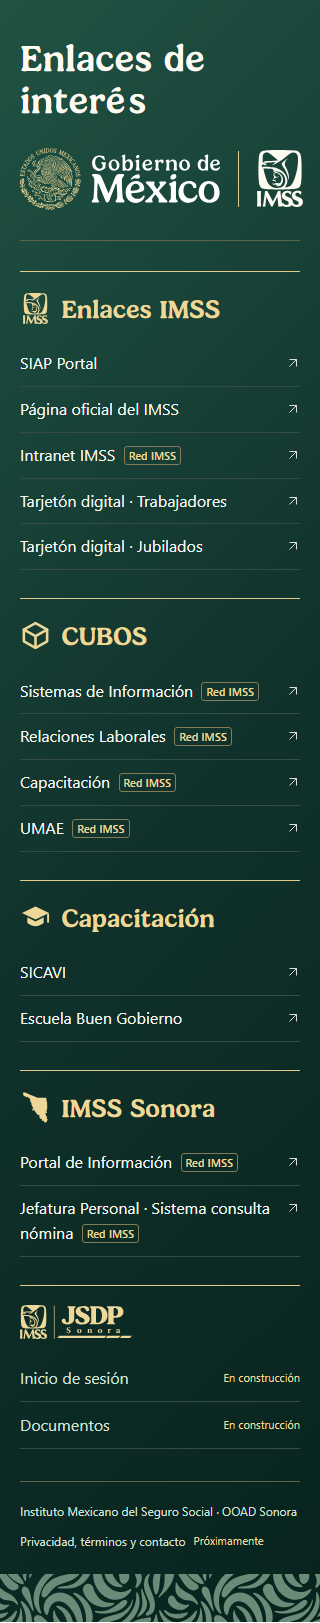 Enlaces de
interés
ESTADOS UNIDOS MEXICANOS
Gobierno de
México
IMSS
IMSS
Enlaces IMSS
SIAP Portal
Página oficial del IMSS
Intranet IMSS Red IMSS
Tarjetón digital · Trabajadores
Tarjetón digital · Jubilados
CUBOS
Sistemas de Información Red IMSS
Relaciones Laborales Red IMSS
Capacitación Red IMSS
UMAE Red IMSS
Capacitación
SICAVI
Escuela Buen Gobierno
IMSS Sonora
Portal de Información Red IMSS
Jefatura Personal · Sistema consulta
nómina Red IMSS
IMSS
JSDP
Sonora
Inicio de sesión En construcción
Documentos En construcción
Instituto Mexicano del Seguro Social · OOAD Sonora
Privacidad, términos y contacto Próximamente